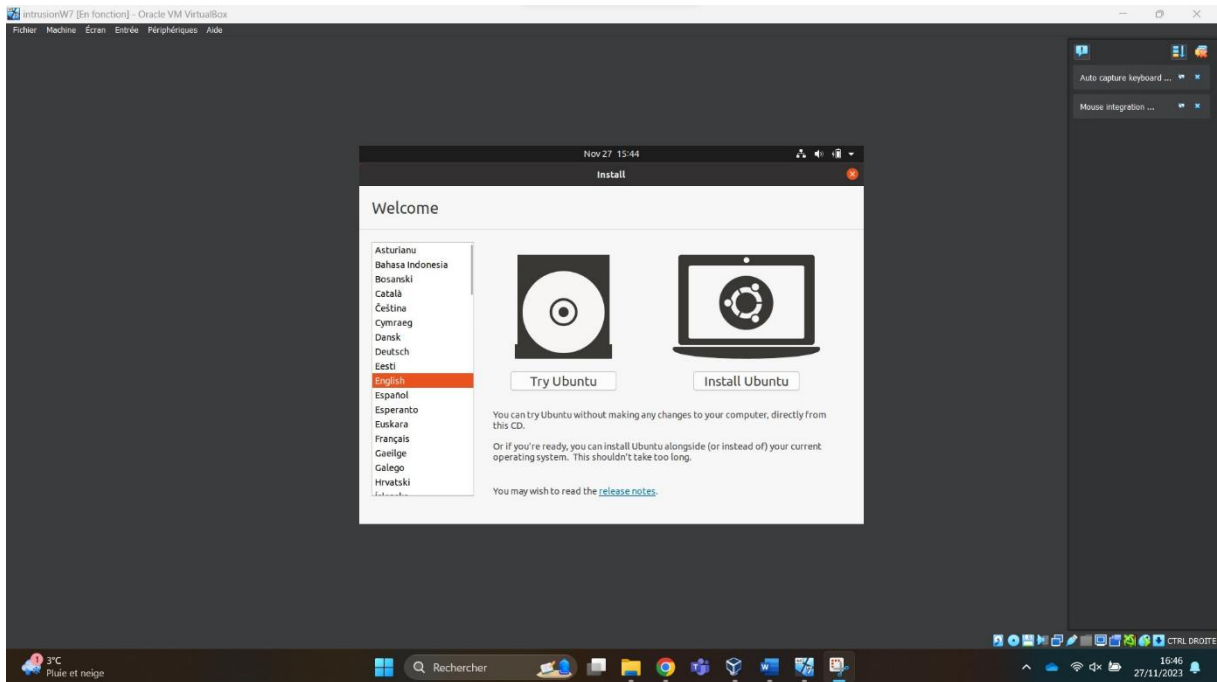 intrusionW7 [En fonction] - Oracle VM VirtualBox
Fichier Machine Écran Entrée Périphériques Aide
Auto capture keyboard ...
Mouse integration ...
Nov 27 15:44
Install
Welcome
Asturianu
Bahasa Indonesia
Bosanski
Català
Čeština
Cymraeg
Dansk
Deutsch
Eesti
English
Español
Esperanto
Euskara
Français
Gaeilge
Galego
Hrvatski
Try Ubuntu
Install Ubuntu
You can try Ubuntu without making any changes to your computer, directly from
this CD.
Or if you're ready, you can install Ubuntu alongside (or instead of) your current
operating system. This shouldn't take too long.
You may wish to read the release notes.
CTRL DROITE
1
3°C
Pluie et neige
Rechercher
16:46
27/11/2023